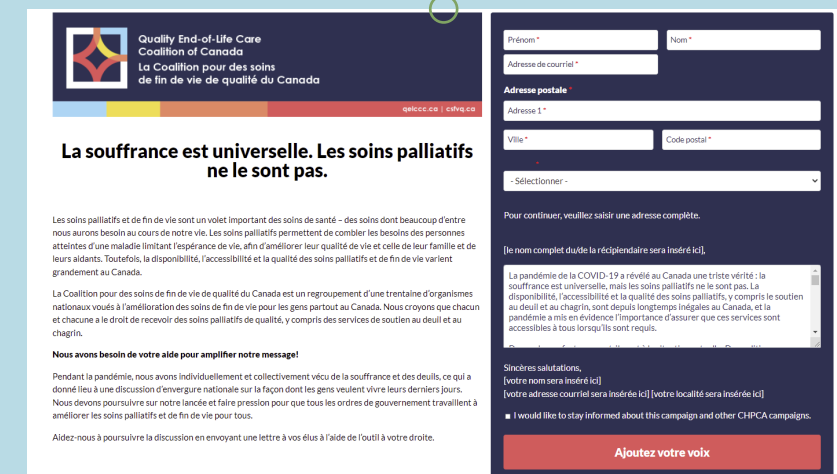 Quality End-of-Life Care
Coalition of Canada
La Coalition pour des soins
de fin de vie de qualité du Canada
qelccc.ca | csfvq.ca
La souffrance est universelle. Les soins palliatifs
ne le sont pas.
Les soins palliatifs et de fin de vie sont un volet important des soins de santé – des soins dont beaucoup d'entre
nous aurons besoin au cours de notre vie. Les soins palliatifs permettent de combler les besoins des personnes
atteintes d'une maladie limitant l'espérance de vie, afin d'améliorer leur qualité de vie et celle de leur famille et de
leurs aidants. Toutefois, la disponibilité, l'accessibilité et la qualité des soins palliatifs et de fin de vie varient
grandement au Canada.
La Coalition pour des soins de fin de vie de qualité du Canada est un regroupement d'une trentaine d'organismes
nationaux voués à l'amélioration des soins de fin de vie pour les gens partout au Canada. Nous croyons que chacun
et chacune a le droit de recevoir des soins palliatifs de qualité, y compris des services de soutien au deuil et au
chagrin.
Nous avons besoin de votre aide pour amplifier notre message!
Pendant la pandémie, nous avons individuellement et collectivement vécu de la souffrance et des deuils, ce qui a
donné lieu à une discussion d'envergure nationale sur la façon dont les gens veulent vivre leurs derniers jours.
Nous devons poursuivre sur notre lancée et faire pression pour que tous les ordres de gouvernement travaillent à
améliorer les soins palliatifs et de fin de vie pour tous.
Aidez-nous à poursuivre la discussion en envoyant une lettre à vos élus à l'aide de l'outil à votre droite.
Prénom * Nom *
Adresse de courriel *
Adresse postale *
Adresse 1 *
Ville * Code postal *
*
- Sélectionner -
Pour continuer, veuillez saisir une adresse complète.
[le nom complet du/de la récipiendaire sera inséré ici],
La pandémie de la COVID-19 a révélé au Canada une triste vérité : la
souffrance est universelle, mais les soins palliatifs ne le sont pas. La
disponibilité, l'accessibilité et la qualité des soins palliatifs, y compris le soutien
au deuil et au chagrin, sont depuis longtemps inégales au Canada, et la
pandémie a mis en évidence l'importance d'assurer que ces services sont
accessibles à tous lorsqu'ils sont requis.
Sincères salutations,
[votre nom sera inséré ici]
[votre adresse courriel sera insérée ici] [votre localité sera insérée ici]
I would like to stay informed about this campaign and other CHPCA campaigns.
Ajoutez votre voix